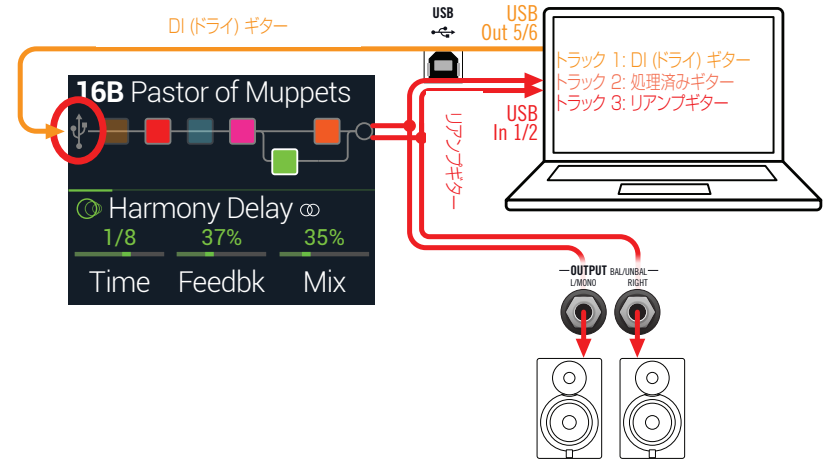 DI (ドライ) ギター
USB
USB
Out 5/6
トラック 1: DI (ドライ) ギター
トラック 2: 処理済みギター
トラック 3: リアンプギター
16B Pastor of Muppets
USB
In 1/2
リアンプギター
Harmony Delay
1/8 37% 35%
Time Feedbk Mix
OUTPUT BAL/UNBAL
L/MONO RIGHT